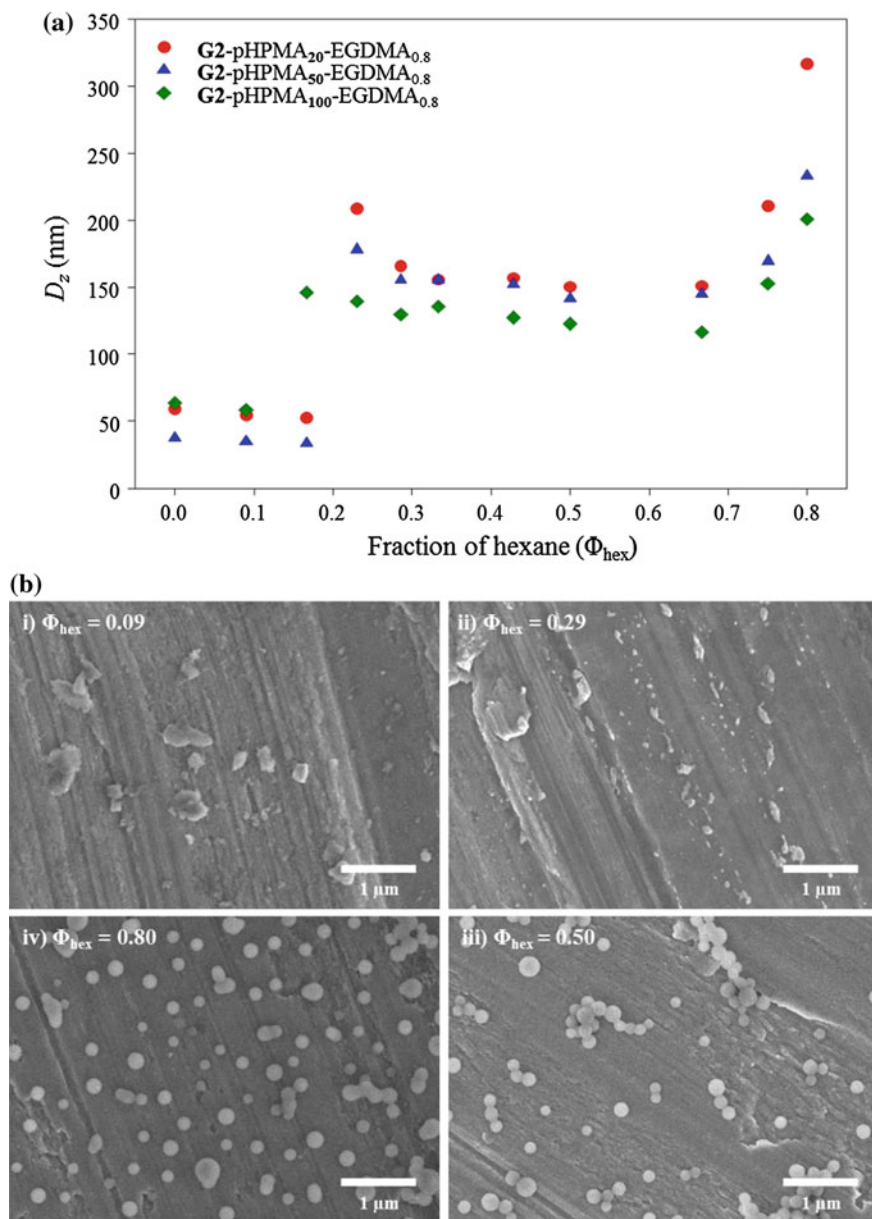 (a)
G2-pHPMA20-EGDMA0.8
G2-pHPMA50-EGDMA0.8
G2-pHPMA100-EGDMA0.8
350
300
250
200
150
100
50
0
Dz (nm)
0.0 0.1 0.2 0.3 0.4 0.5 0.6 0.7 0.8
Fraction of hexane (Φhex)
(b)
i) Φhex = 0.09
1 μm
ii) Φhex = 0.29
1 μm
iv) Φhex = 0.80
1 μm
iii) Φhex = 0.50
1 μm